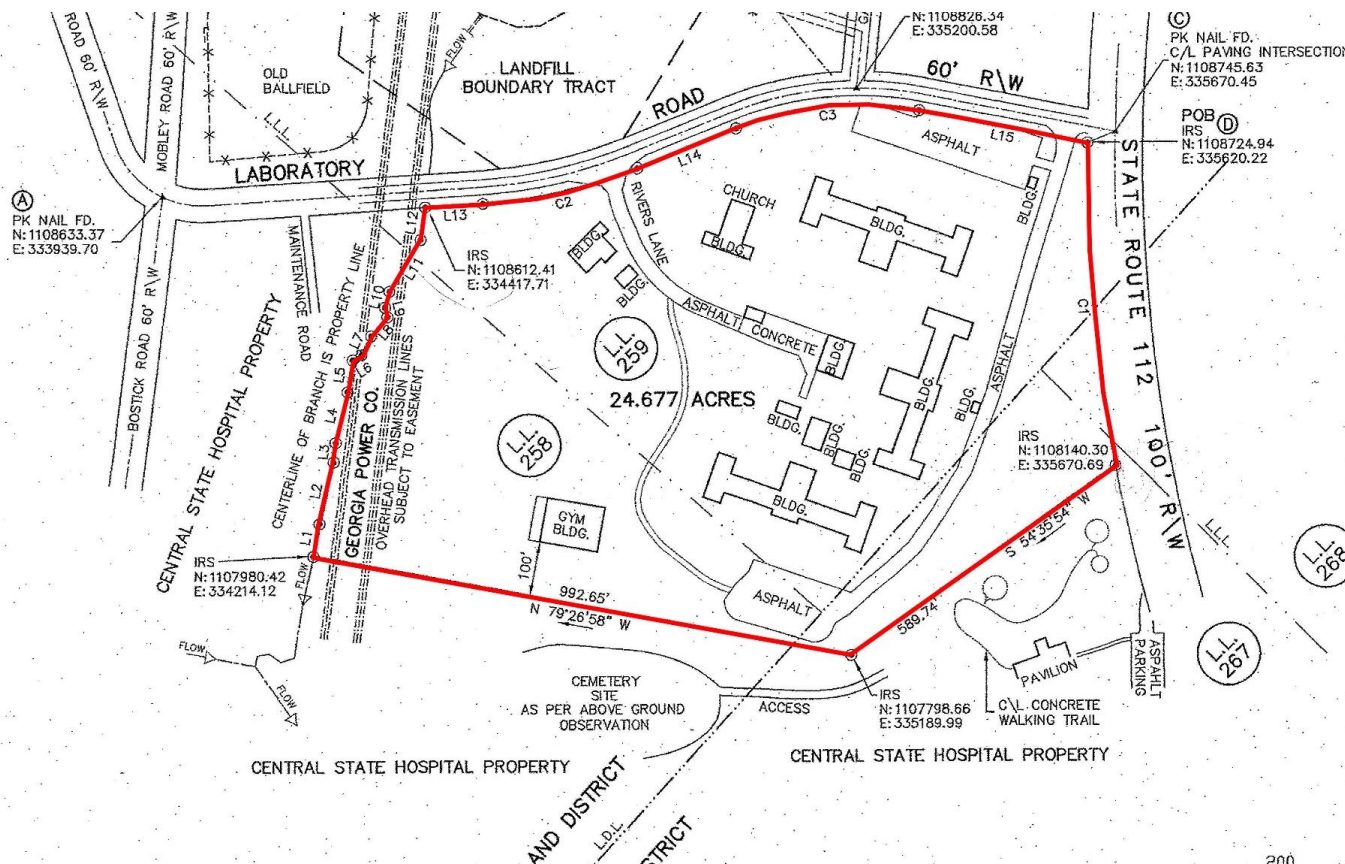 N: 1108826.34
E: 335200.58
C
PK NAIL FD.
C/L PAVING INTERSECTION
N: 1108745.63
E: 335670.45
ROAD 60' R\W
MOBLEY ROAD 60' R\W
OLD
BALLFIELD
L.L.L.
FLOW
LANDFILL
BOUNDARY TRACT
LABORATORY
ROAD
60' R\W
POB D
IRS
N: 1108724.94
E: 335620.22
A
PK NAIL FD.
N: 1108633.37
E: 333939.70
C3
L15
L14
C2
L13
L12
L11
L10
ASPHALT
BLDG.
CHURCH
BLDG.
BLDG.
RIVERS LANE
BLDG.
BLDG.
IRS
N: 1108612.41
E: 334417.71
MAINTENANCE ROAD
BOSTICK ROAD 60' R\W
CENTRAL STATE HOSPITAL PROPERTY
CENTERLINE OF BRANCH IS PROPERTY LINE
GEORGIA POWER CO.
OVERHEAD TRANSMISSION LINES
SUBJECT TO EASEMENT
L8
L7
L6
L5
L4
L3
L2
L1
ASPHALT
CONCRETE
BLDG.
BLDG.
ASPHALT
BLDG.
C1
STATE ROUTE 112 100' R\W
L.L.
259
24.677 ACRES
L.L.
258
BLDG.
BLDG.
BLDG.
BLDG.
IRS
N: 1108140.30
E: 335670.69
GYM
BLDG.
100'
IRS
N: 1107980.42
E: 334214.12
FLOW
FLOW
FLOW
992.65'
N 79°26'58" W
ASPHALT
S 54°35'54" W
589.74'
L.L.L.
L.L.
268
L.L.
267
PAVILION
ASPAHLT
PARKING
C\L CONCRETE
WALKING TRAIL
CEMETERY
SITE
AS PER ABOVE GROUND
OBSERVATION
ACCESS
IRS
N: 1107798.66
E: 335189.99
CENTRAL STATE HOSPITAL PROPERTY
CENTRAL STATE HOSPITAL PROPERTY
AND DISTRICT
L.D.L.
STRICT
200